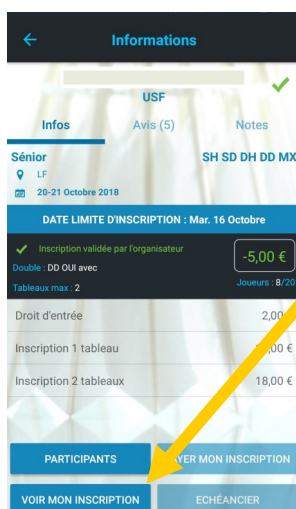 Informations
USF
Infos Avis (5) Notes
Sénior SH SD DH DD MX
LF
20-21 Octobre 2018
DATE LIMITE D'INSCRIPTION : Mar. 16 Octobre
Inscription validée par l'organisateur
-5,00 €
Double : DD OUI avec
Tableaux max : 2
Joueurs : 8/20
Droit d'entrée 2,00
Inscription 1 tableau ,00 €
Inscription 2 tableaux 18,00 €
PARTICIPANTS YER MON INSCRIPTION
VOIR MON INSCRIPTION ECHÉANCIER